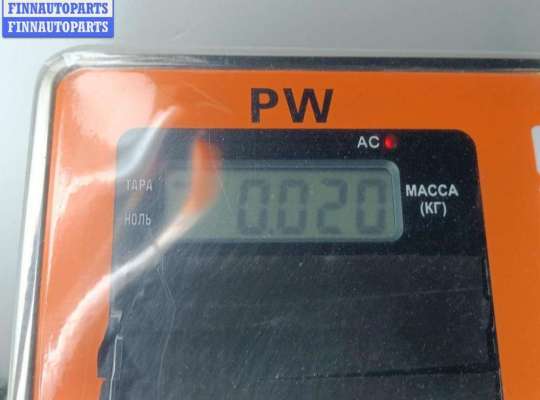 FINNAUTOPARTS
FINNAUTOPARTS
PW
AC
ТАРА
0020
МАССА
(КГ)
НОЛЬ